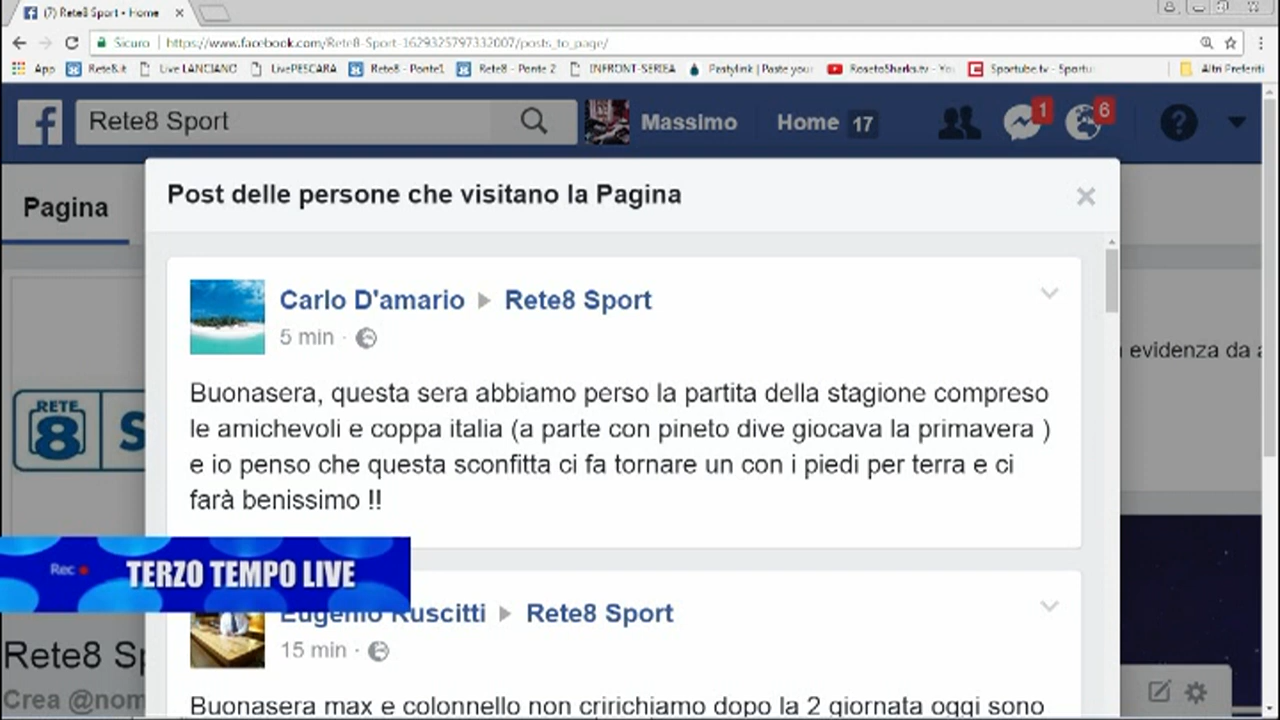 (7) Rete8 Sport - Home
Sicuro | https://www.facebook.com/Rete8-Sport-1629325797332007/posts_to_page/
App Rete8.it Live LANCIANO LivePESCARA Rete8 - Ponte1 Rete8 - Ponte 2 INFRONT-SERIEA Pastylink | Paste your RosetoSharks.tv - You Sportube.tv - Sportu Altri Preferiti
Rete8 Sport Massimo Home 17 1 6 ?
Pagina
Post delle persone che visitano la Pagina
Carlo D'amario Rete8 Sport
5 min ·
evidenza da a
Buonasera, questa sera abbiamo perso la partita della stagione compreso
le amichevoli e coppa italia (a parte con pineto dive giocava la primavera )
e io penso che questa sconfitta ci fa tornare un con i piedi per terra e ci
farà benissimo !!
RETE
8 S
Rec TERZO TEMPO LIVE
Eugenio Ruscitti Rete8 Sport
15 min ·
Rete8 Sp
Crea @nom
Buonasera max e colonnello non cririchiamo dopo la 2 giornata oggi sono